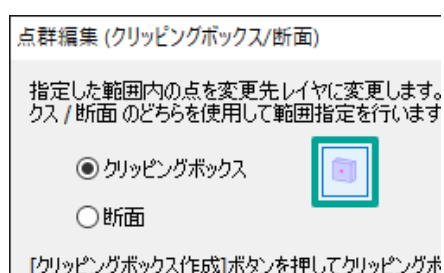 点群編集 (クリッピングボックス/断面)
指定した範囲内の点を変更先レイヤに変更します。
クス / 断面 のどちらを使用して範囲指定を行います
クリッピングボックス
断面
[クリッピングボックス作成]ボタンを押してクリッピングボ